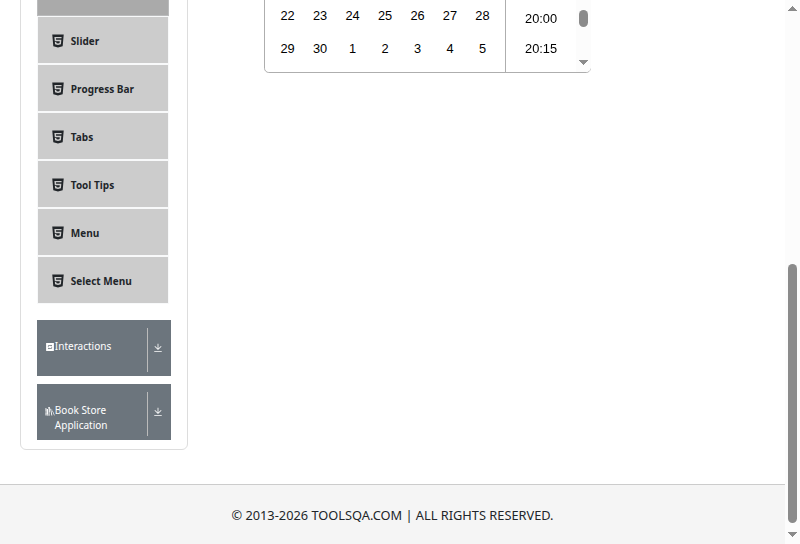 22 23 24 25 26 27 28
20:00
29 30 1 2 3 4 5
20:15
Slider
Progress Bar
Tabs
Tool Tips
Menu
Select Menu
Interactions
Book Store
Application
© 2013-2026 TOOLSQA.COM | ALL RIGHTS RESERVED.